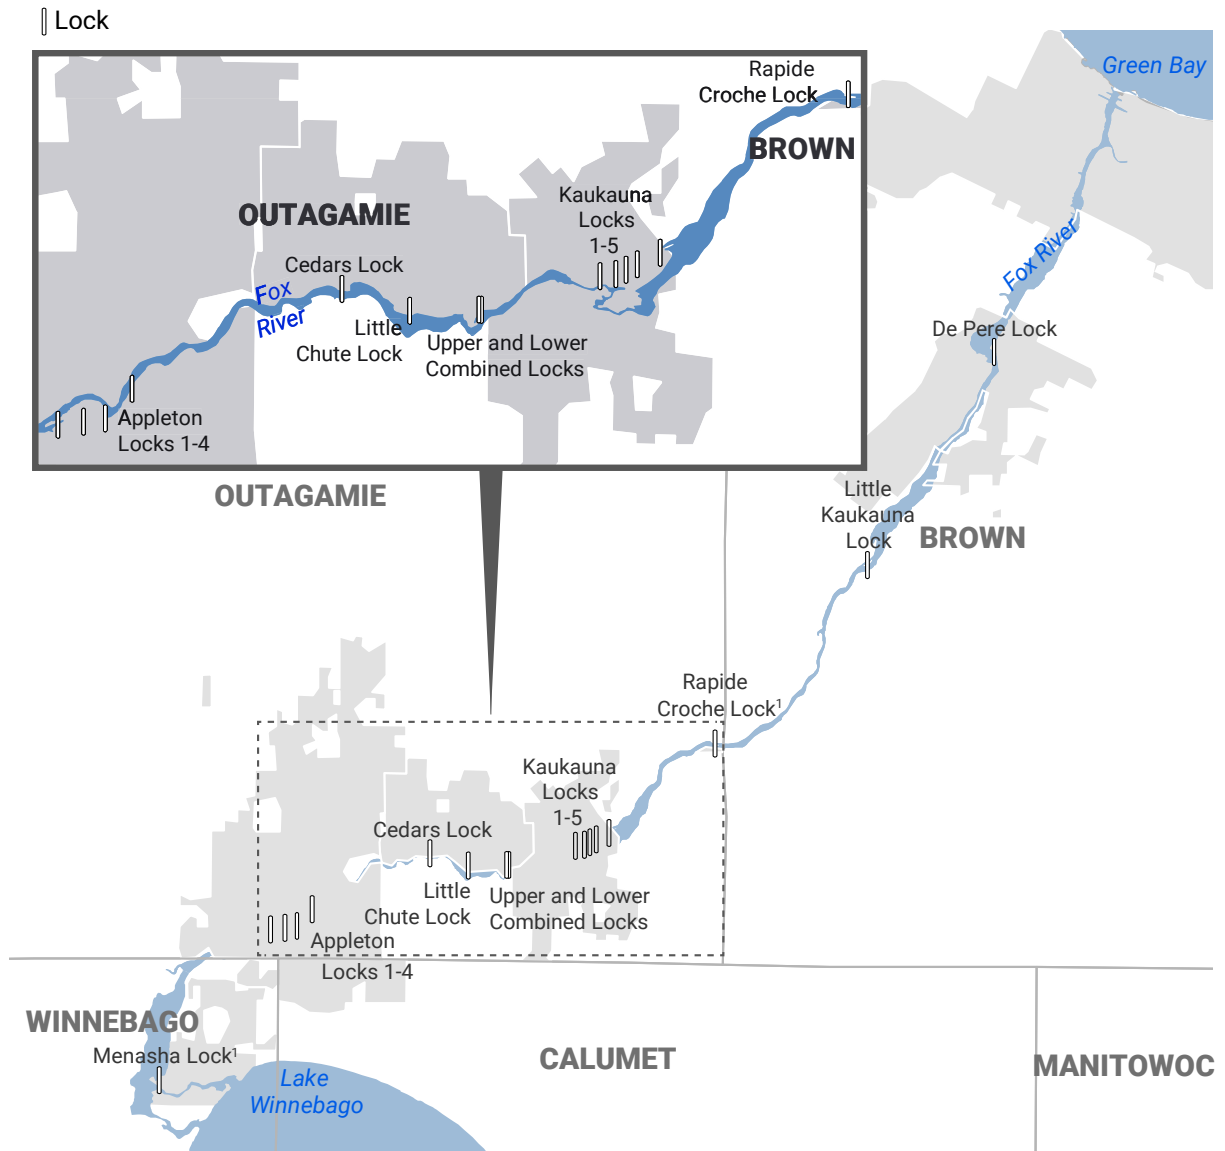 Lock
Rapide
Croche Lock
BROWN
Kaukauna
Locks
1-5
OUTAGAMIE
Cedars Lock
Fox
River
Little
Chute Lock
Upper and Lower
Combined Locks
Appleton
Locks 1-4
Green Bay
Fox River
De Pere Lock
OUTAGAMIE
Little
Kaukauna
Lock
BROWN
Rapide
Croche Lock¹
Kaukauna
Locks
1-5
Cedars Lock
Little
Chute Lock
Upper and Lower
Combined Locks
Appleton
Locks 1-4
WINNEBAGO
Menasha Lock¹
CALUMET
MANITOWOC
Lake
Winnebago